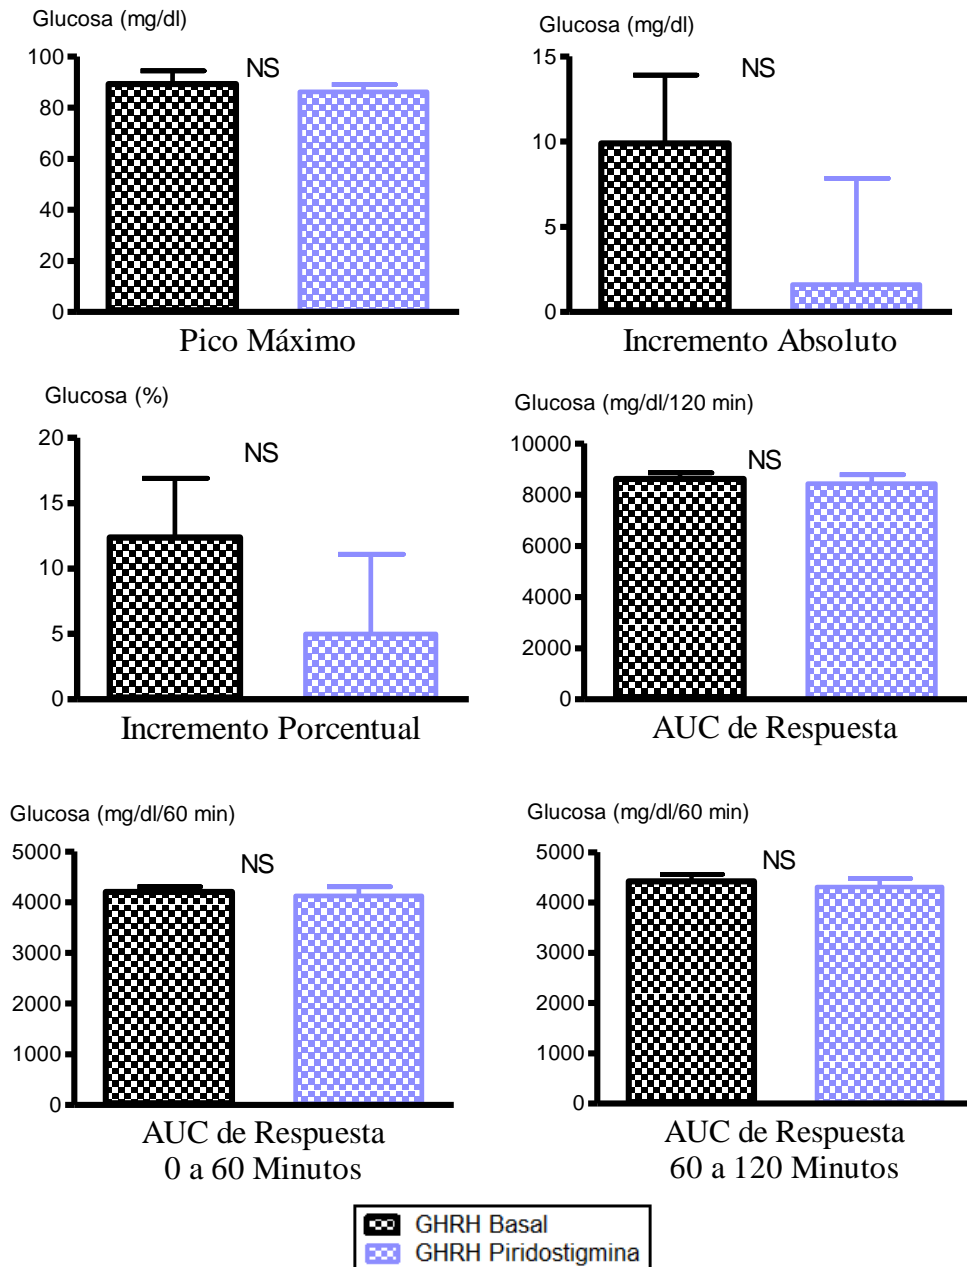 Glucosa (mg/dl)
100
80
60
40
20
0
NS
Pico Máximo
Glucosa (mg/dl)
15
10
5
0
NS
Incremento Absoluto
Glucosa (%)
20
15
10
5
0
NS
Incremento Porcentual
Glucosa (mg/dl/120 min)
10000
8000
6000
4000
2000
0
NS
AUC de Respuesta
Glucosa (mg/dl/60 min)
5000
4000
3000
2000
1000
0
NS
AUC de Respuesta
0 a 60 Minutos
Glucosa (mg/dl/60 min)
5000
4000
3000
2000
1000
0
NS
AUC de Respuesta
60 a 120 Minutos
GHRH Basal
GHRH Piridostigmina